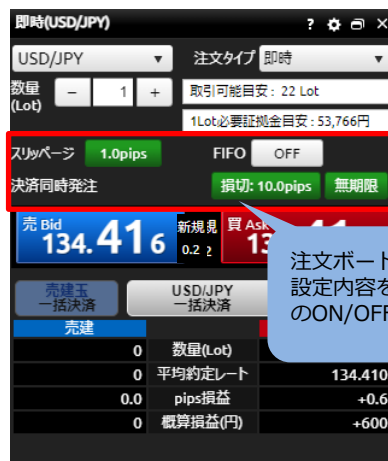 即時(USD/JPY) ?
USD/JPY ▼ 注文タイプ 即時 ▼
数量 (Lot) － 1 ＋ 取引可能目安 : 22 Lot
1Lot必要証拠金目安 : 53,766円
スリッページ 1.0pips FIFO OFF
決済同時発注 損切: 10.0pips 無期限
売 Bid 134.416 新規 買 Ask
0.2
注文ボート
設定内容を
のON/OFF
売建玉 一括決済 USD/JPY 一括決済
売建
0 数量(Lot)
0 平均約定レート 134.410
0.0 pips損益 +0.6
0 概算損益(円) +600